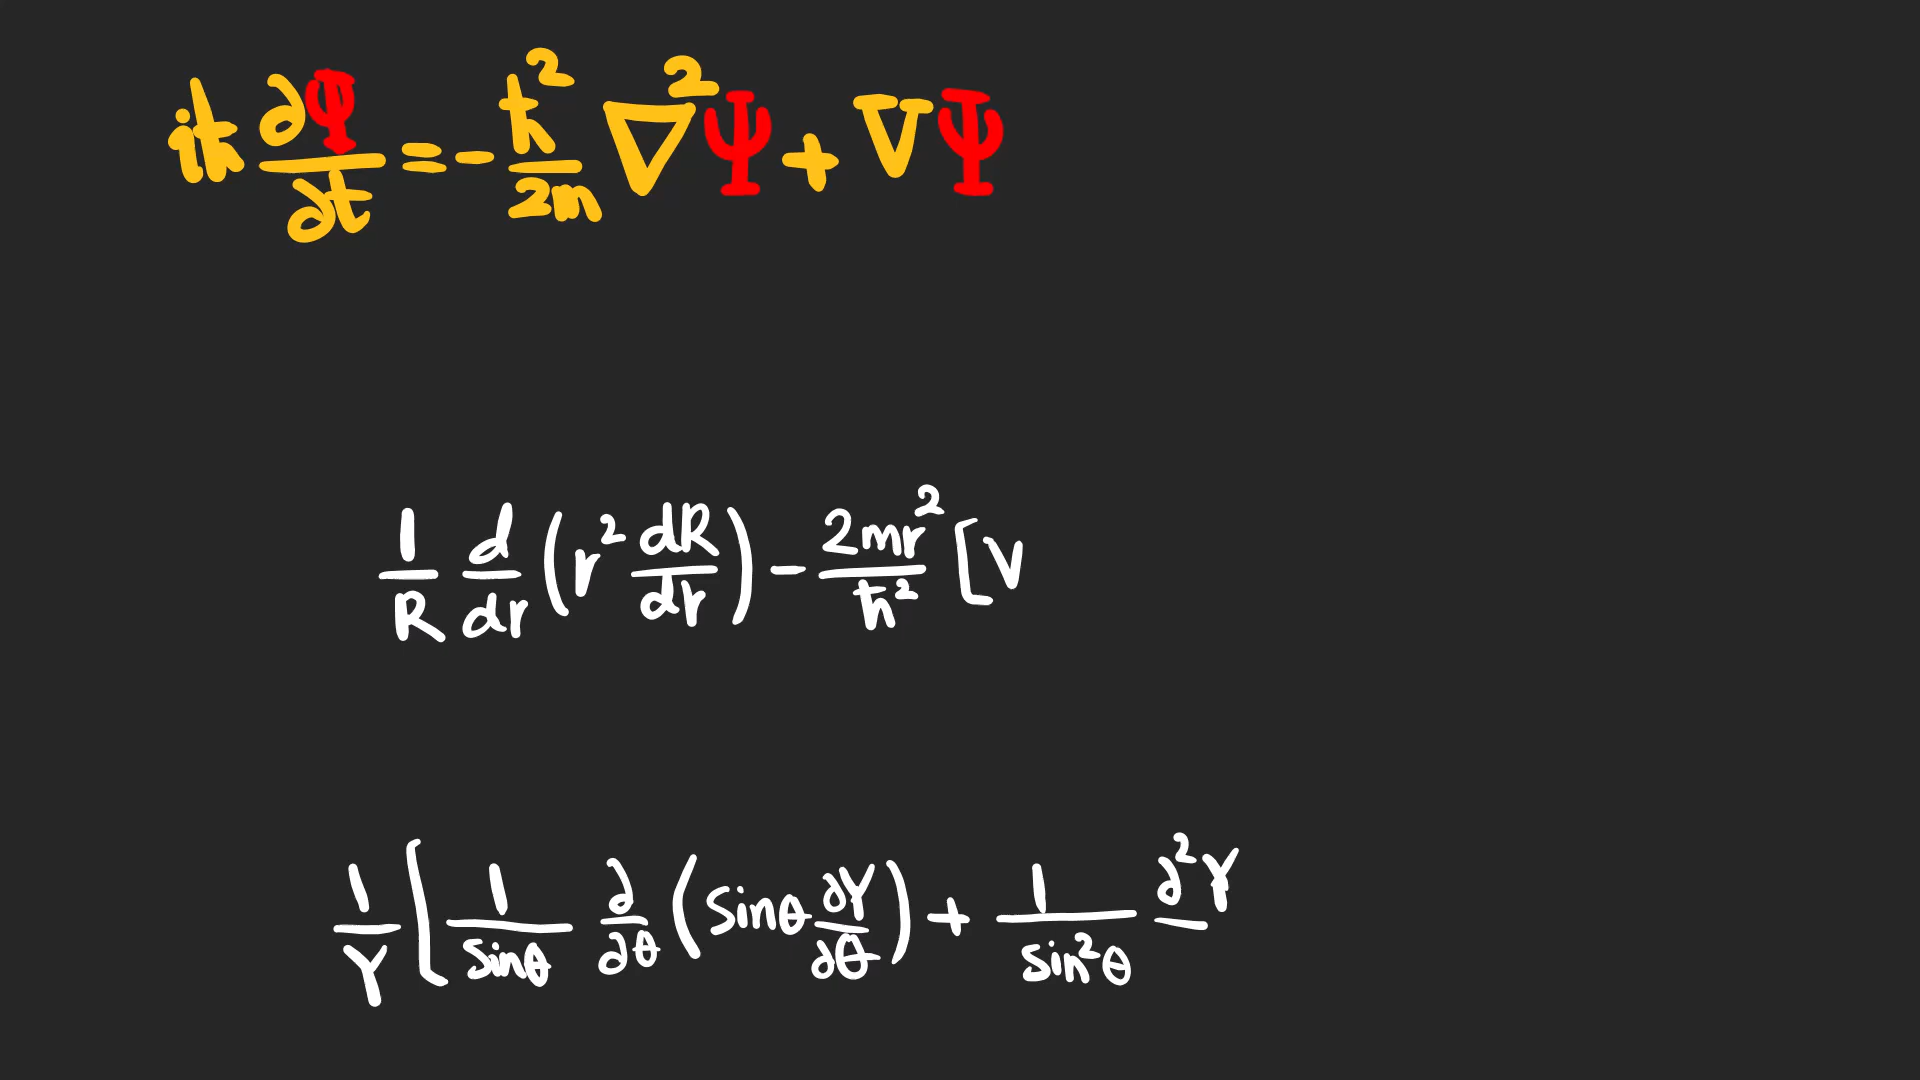 iħ ∂Ψ/∂t = - ħ²/2m ∇²Ψ + VΨ
1/R d/dr (r² dR/dr) - 2mr²/ħ² [V
1/Y [1/sinθ ∂/∂θ (sinθ ∂Y/∂θ) + 1/sin²θ ∂²Y/